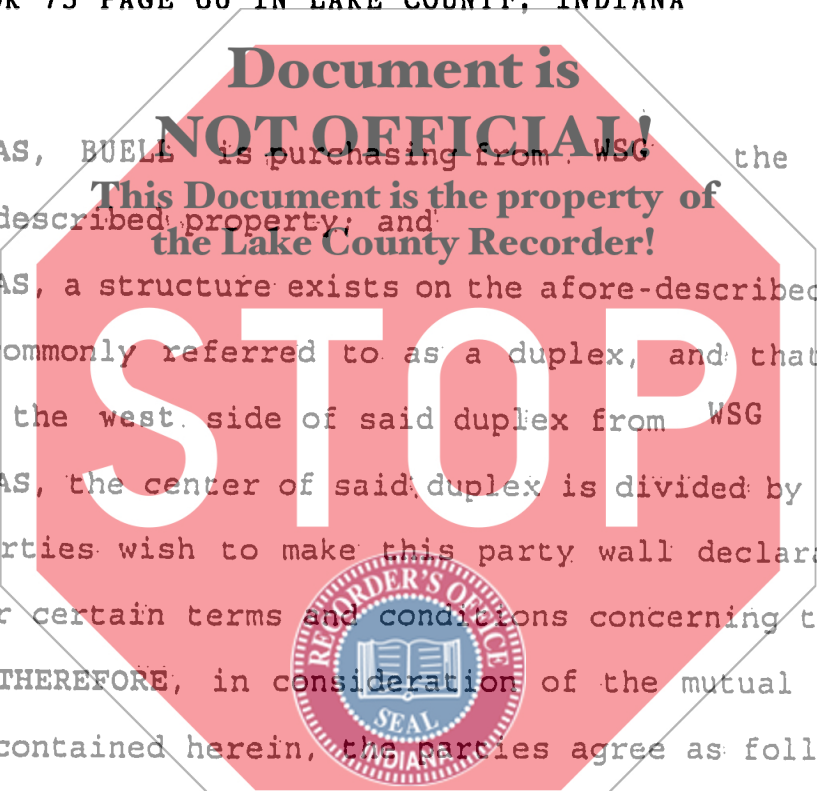 75 PAGE 66 IN LAKE COUNTY, INDIANA
Document is
NOT OFFICIAL!
AS, BUELL is purchasing from WSG the
This Document is the property of
described property; and
the Lake County Recorder!
AS, a structure exists on the afore-described
ommonly referred to as a duplex, and that
STOP
the west side of said duplex from WSG
AS, the center of said duplex is divided by
rties wish to make this party wall declara
r certain terms and conditions concerning t
THEREFORE, in consideration of the mutual
contained herein, the parties agree as foll
RECORDER'S OFFICE
SEAL
INDIANA